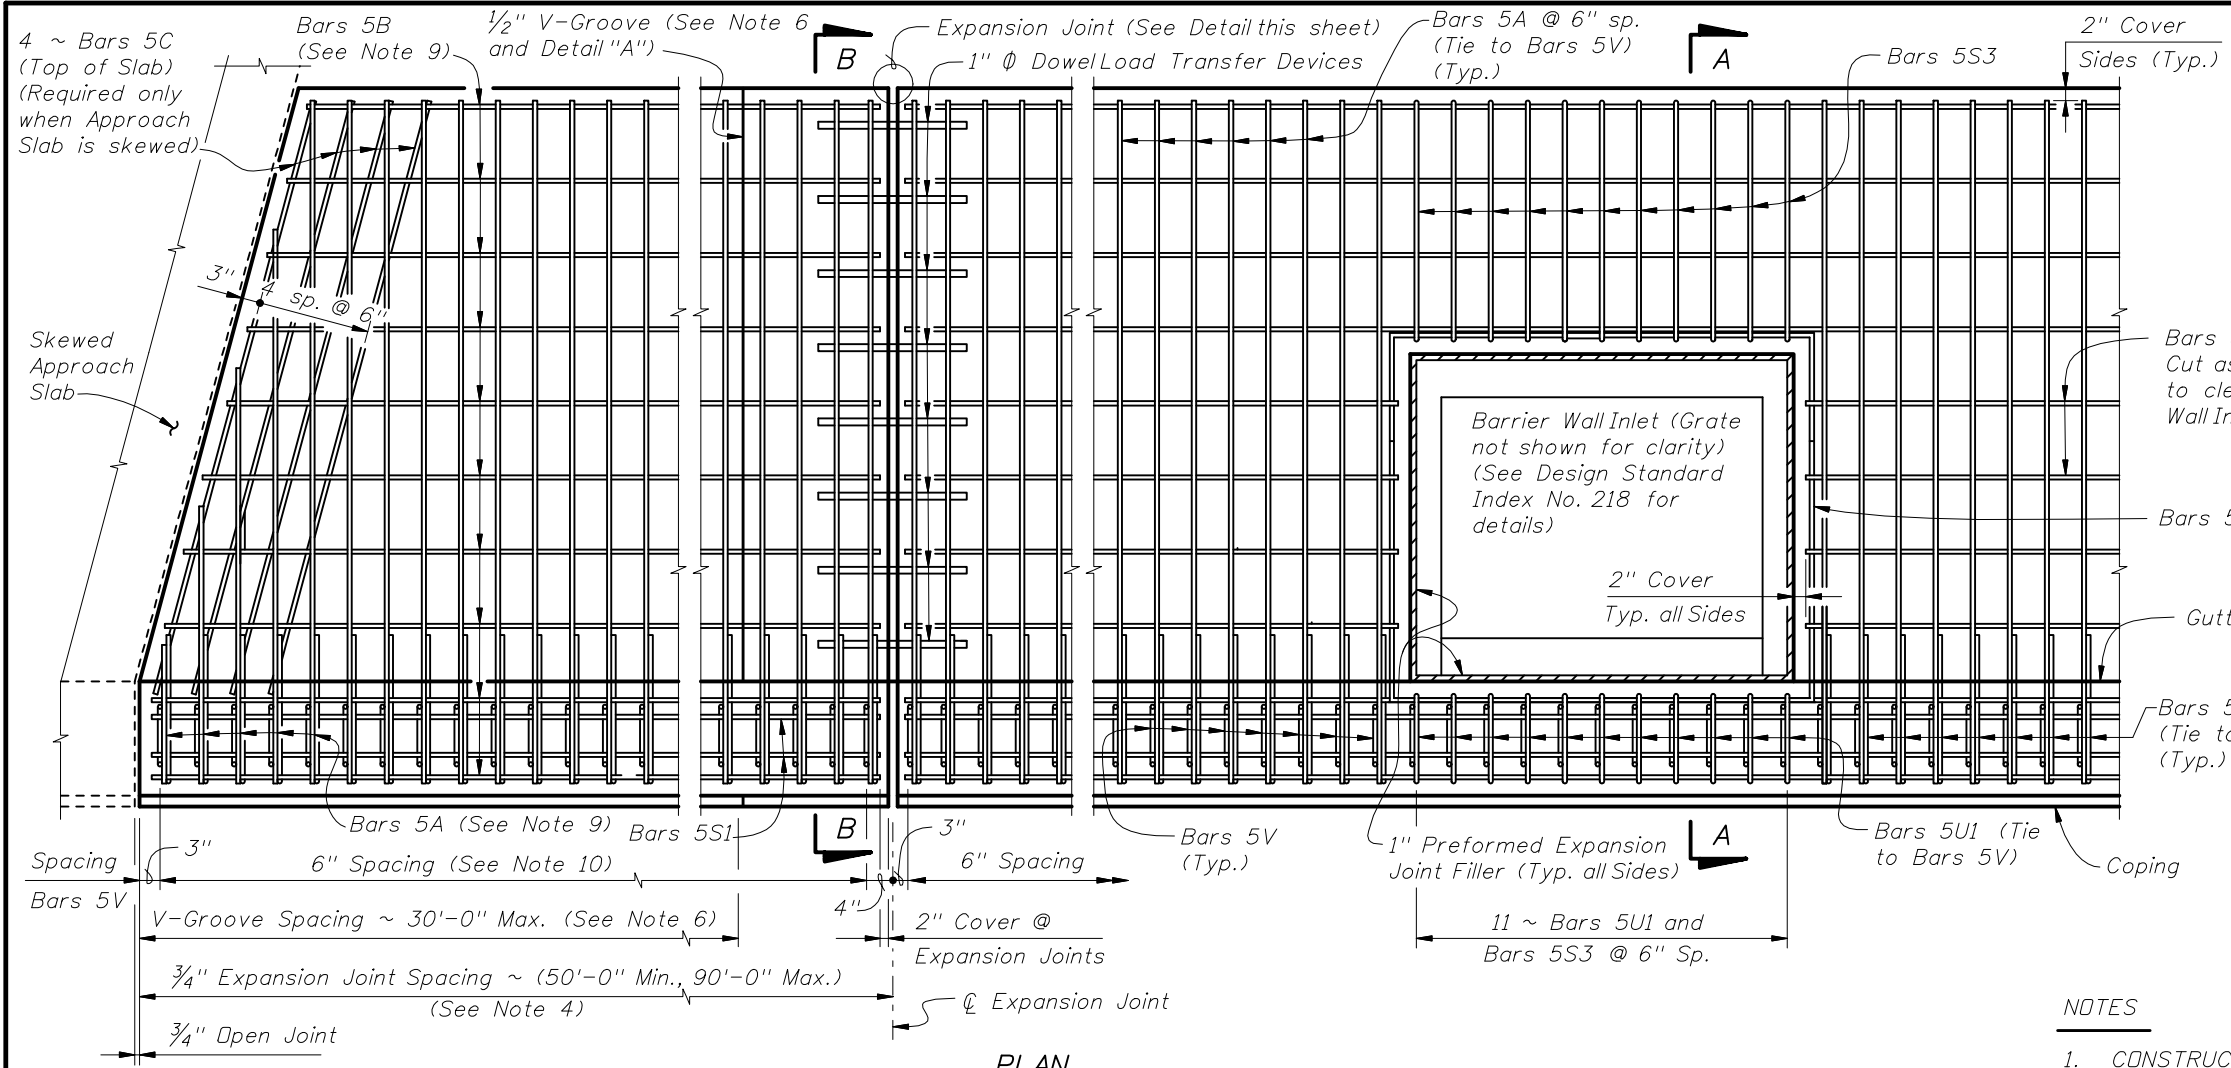 4 ~ Bars 5C
(Top of Slab)
(Required only
when Approach
Slab is skewed)
Bars 5B
(See Note 9)
1/2" V-Groove (See Note 6
and Detail "A")
B
Expansion Joint (See Detail this sheet)
1" ϕ Dowel Load Transfer Devices
Bars 5A @ 6" sp.
(Tie to Bars 5V)
(Typ.)
A
Bars 5S3
2" Cover
Sides (Typ.)
3"
4 sp. @ 6"
Skewed
Approach
Slab
Bars
Cut as
to cle
Wall In
Barrier Wall Inlet (Grate
not shown for clarity)
(See Design Standard
Index No. 218 for
details)
Bars 5
2" Cover
Typ. all Sides
Gutt
Bars 5
(Tie to
(Typ.)
Bars 5A (See Note 9)
Bars 5S1
B
3"
Bars 5V
(Typ.)
1" Preformed Expansion
Joint Filler (Typ. all Sides)
A
Bars 5U1 (Tie
to Bars 5V)
Coping
Spacing
Bars 5V
3"
6" Spacing (See Note 10)
4"
6" Spacing
V-Groove Spacing ~ 30'-0" Max. (See Note 6)
2" Cover @
Expansion Joints
11 ~ Bars 5U1 and
Bars 5S3 @ 6" Sp.
3/4" Expansion Joint Spacing ~ (50'-0" Min., 90'-0" Max.)
(See Note 4)
℄ Expansion Joint
3/4" Open Joint
PLAN
NOTES
1. CONSTRUC